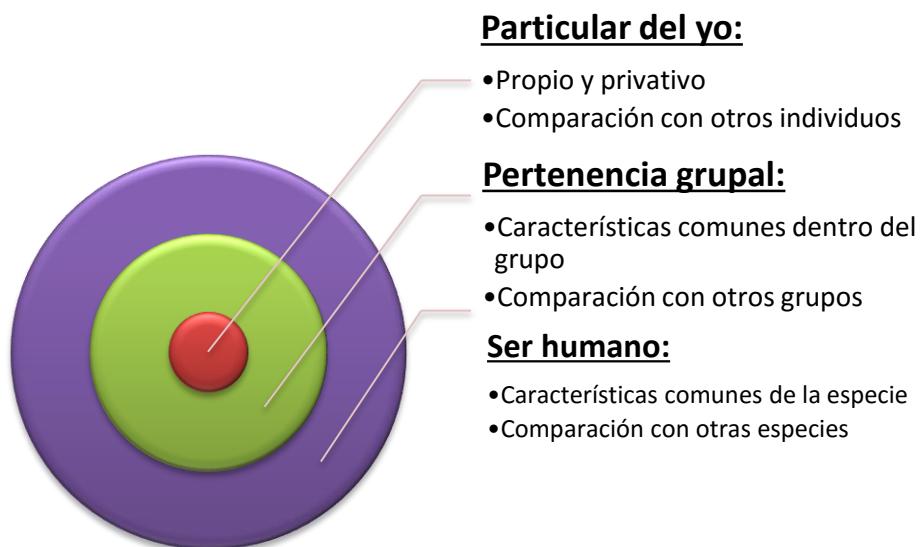 Particular del yo:
•Propio y privativo
•Comparación con otros individuos
Pertenencia grupal:
•Características comunes dentro del
grupo
•Comparación con otros grupos
Ser humano:
•Características comunes de la especie
•Comparación con otras especies